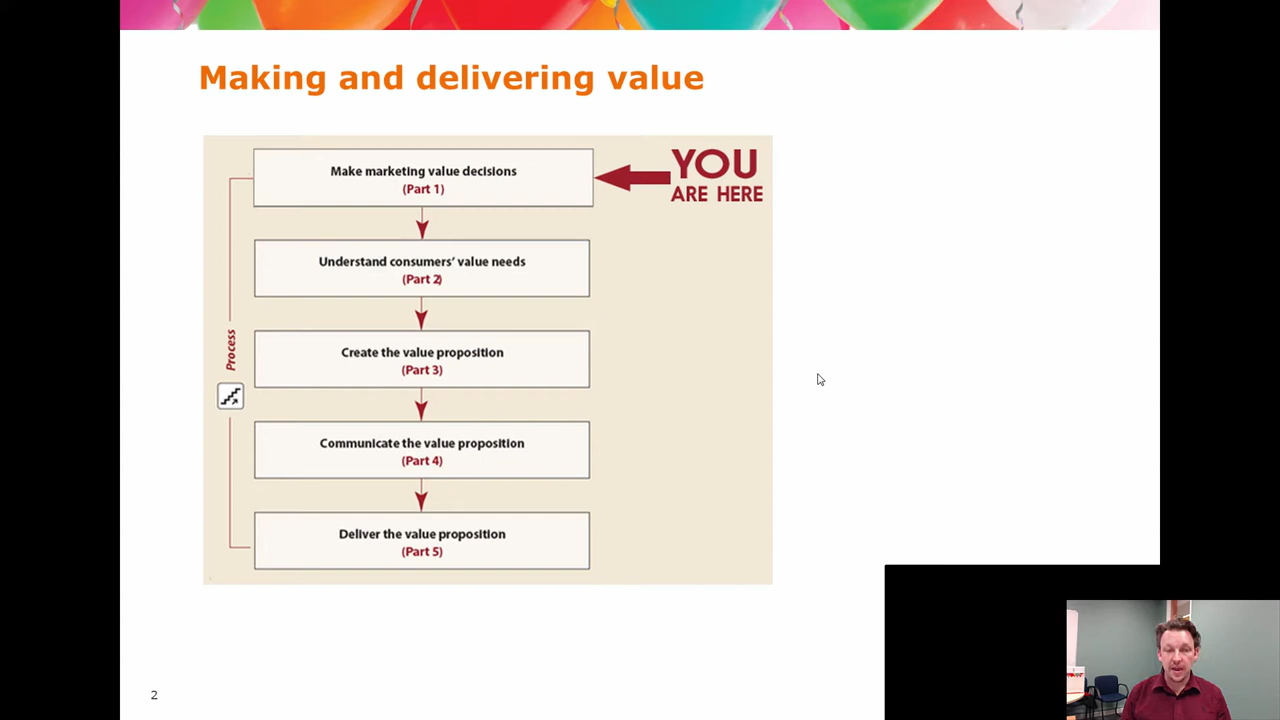 Making and delivering value
Make marketing value decisions
(Part 1)
YOU
ARE HERE
Understand consumers' value needs
(Part 2)
Process
Create the value proposition
(Part 3)
Communicate the value proposition
(Part 4)
Deliver the value proposition
(Part 5)
2